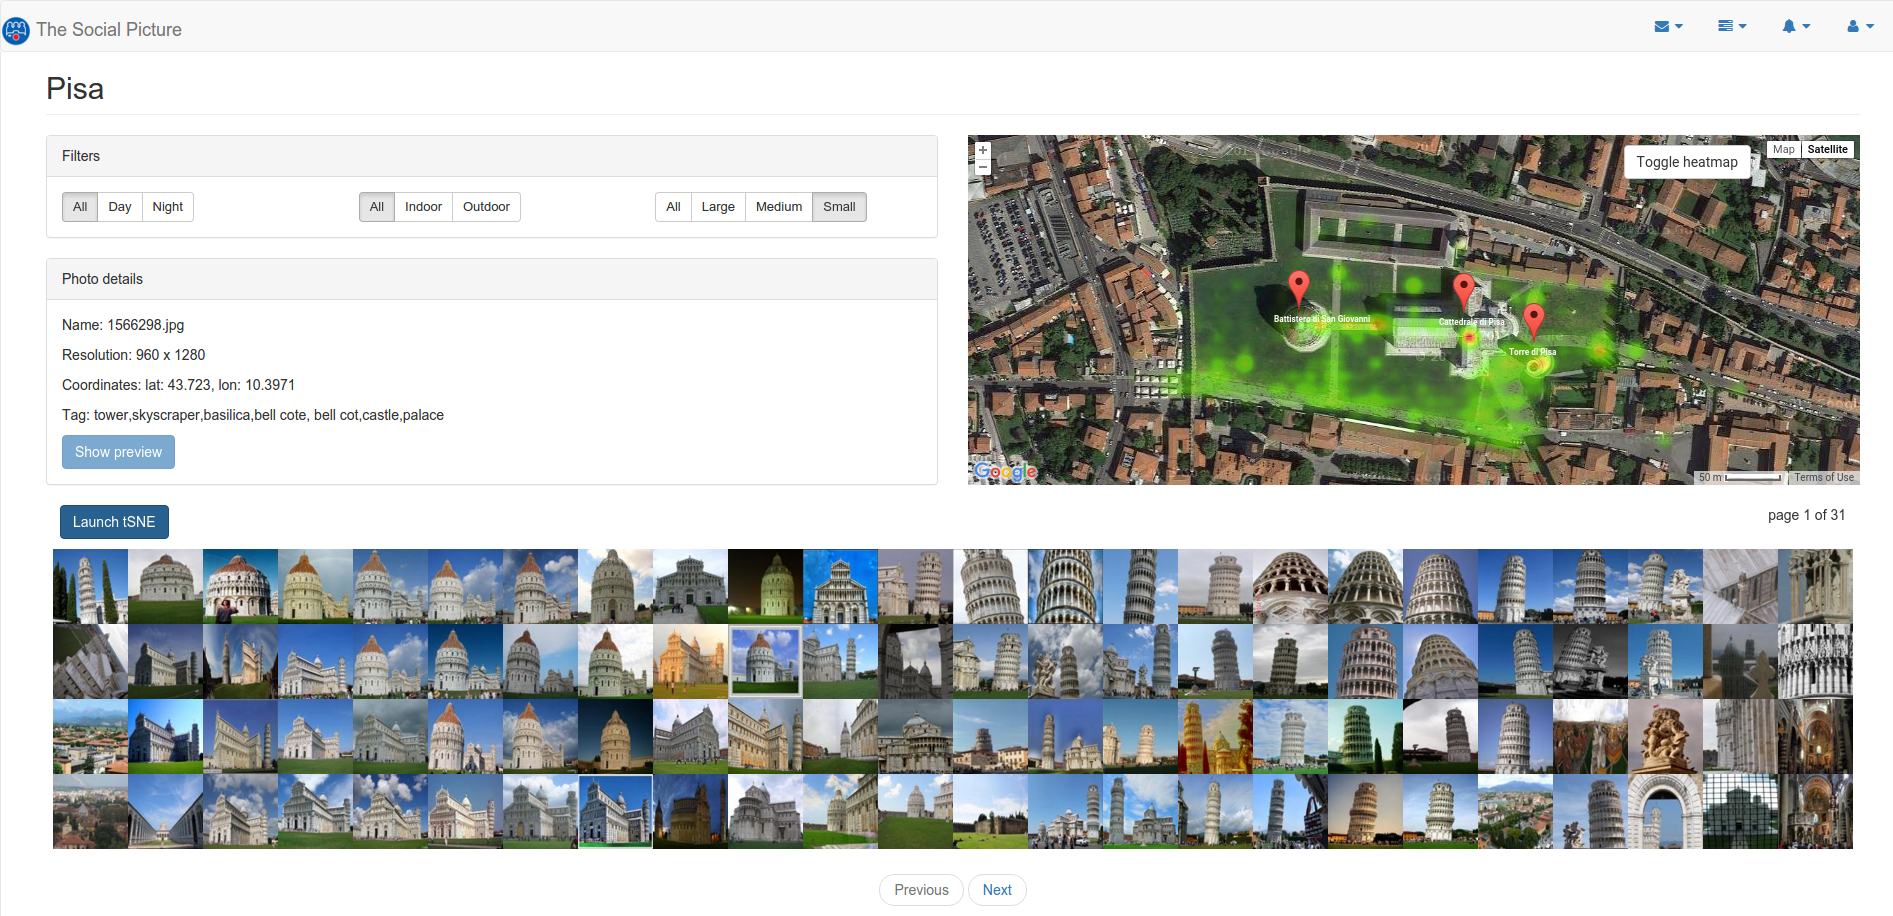 The Social Picture
Pisa
Filters
All Day Night
All Indoor Outdoor
All Large Medium Small
Photo details
Name: 1566298.jpg
Resolution: 960 x 1280
Coordinates: lat: 43.723, lon: 10.3971
Tag: tower,skyscraper,basilica,bell cote, bell cot,castle,palace
Show preview
+
−
Toggle heatmap
Map Satellite
Battistero di San Giovanni
Cattedrale di Pisa
Torre di Pisa
Google
50 m
Terms of Use
Launch tSNE
page 1 of 31
Previous Next